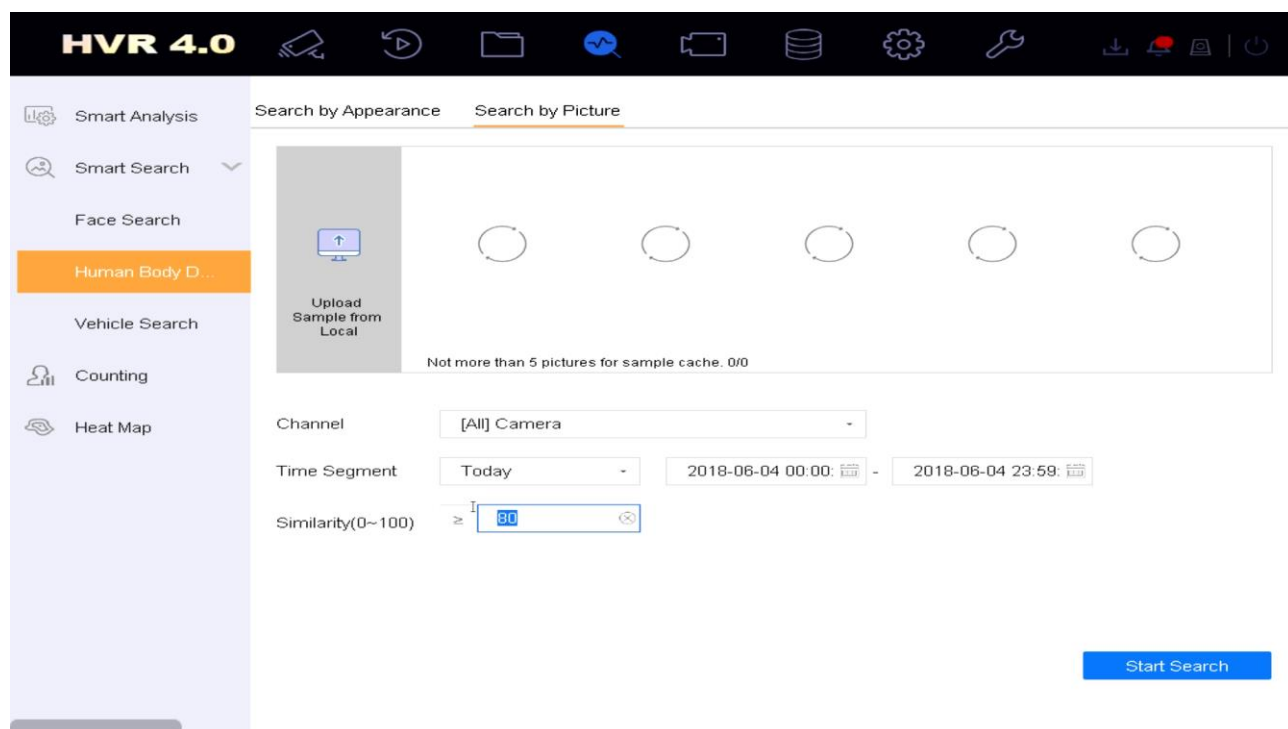 HVR 4.0
Smart Analysis
Smart Search
Face Search
Human Body D...
Vehicle Search
Counting
Heat Map
Search by Appearance Search by Picture
Upload
Sample from
Local
Not more than 5 pictures for sample cache. 0/0
Channel [All] Camera
Time Segment Today 2018-06-04 00:00: - 2018-06-04 23:59:
Similarity(0~100) ≥ 80
Start Search